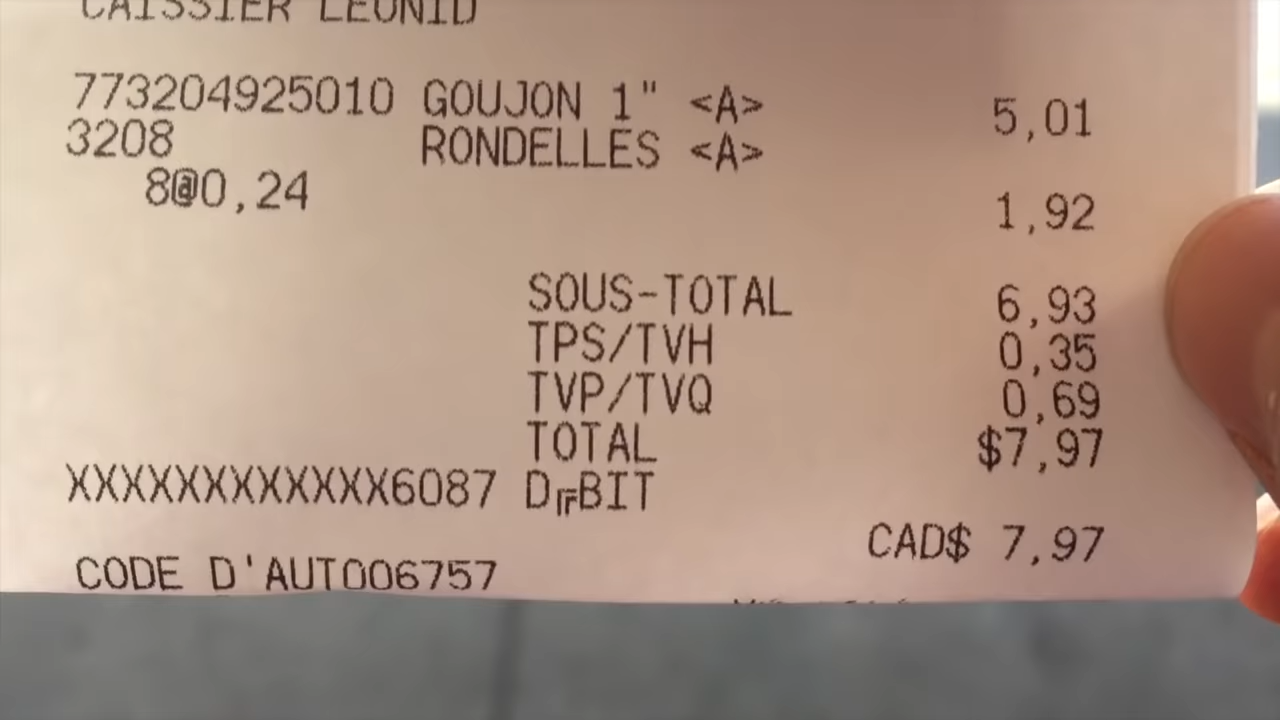 CAISSIER LEONID
773204925010 GOUJON 1" <A> 5,01
3208 RONDELLES <A>
8@0,24 1,92
SOUS-TOTAL 6,93
TPS/TVH 0,35
TVP/TVQ 0,69
TOTAL $7,97
XXXXXXXXXXXX6087 D╓BIT
CAD$ 7,97
CODE D'AUT006757